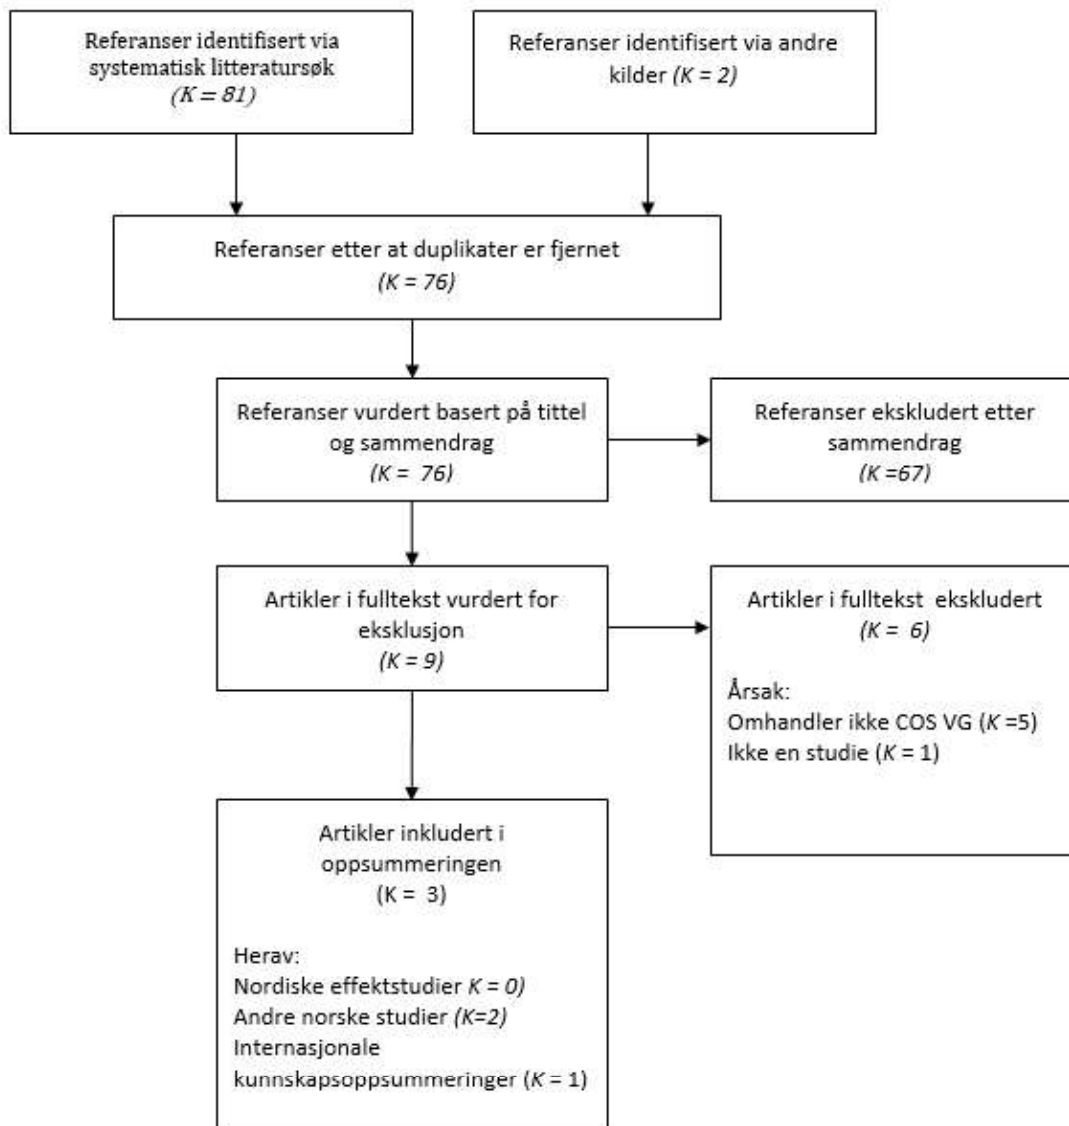 Referanser identifisert via
systematisk litteratursøk
(K = 81)
Referanser identifisert via andre
kilder (K = 2)
Referanser etter at duplikater er fjernet
(K = 76)
Referanser vurdert basert på tittel
og sammendrag
(K = 76)
Referanser ekskludert etter
sammendrag
(K =67)
Artikler i fulltekst vurdert for
eksklusjon
(K = 9)
Artikler i fulltekst ekskludert
(K = 6)
Årsak:
Omhandler ikke COS VG (K =5)
Ikke en studie (K = 1)
Artikler inkludert i
oppsummeringen
(K = 3)
Herav:
Nordiske effektstudier K = 0)
Andre norske studier (K=2)
Internasjonale
kunnskapsoppsummeringer (K = 1)